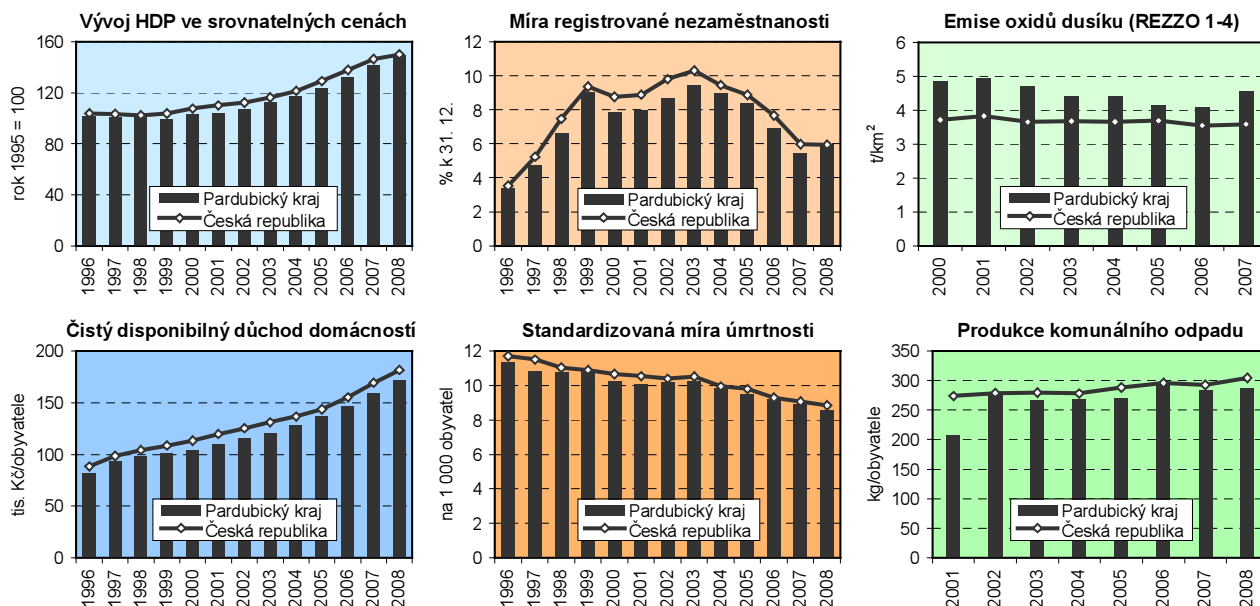 Vývoj HDP ve srovnatelných cenách
rok 1995 = 100
160
120
80
40
0
Pardubický kraj
Česká republika
1996 1997 1998 1999 2000 2001 2002 2003 2004 2005 2006 2007 2008
Míra registrované nezaměstnanosti
% k 31. 12.
12
10
8
6
4
2
0
Pardubický kraj
Česká republika
1996 1997 1998 1999 2000 2001 2002 2003 2004 2005 2006 2007 2008
Emise oxidů dusíku (REZZO 1-4)
t/km²
6
5
4
3
2
1
0
Pardubický kraj
Česká republika
2000 2001 2002 2003 2004 2005 2006 2007
Čistý disponibilný důchod domácností
tis. Kč/obyvatele
200
150
100
50
0
Pardubický kraj
Česká republika
1996 1997 1998 1999 2000 2001 2002 2003 2004 2005 2006 2007 2008
Standardizovaná míra úmrtnosti
na 1 000 obyvatel
12
10
8
6
4
2
0
Pardubický kraj
Česká republika
1996 1997 1998 1999 2000 2001 2002 2003 2004 2005 2006 2007 2008
Produkce komunálního odpadu
kg/obyvatele
350
300
250
200
150
100
50
0
Pardubický kraj
Česká republika
2001 2002 2003 2004 2005 2006 2007 2008